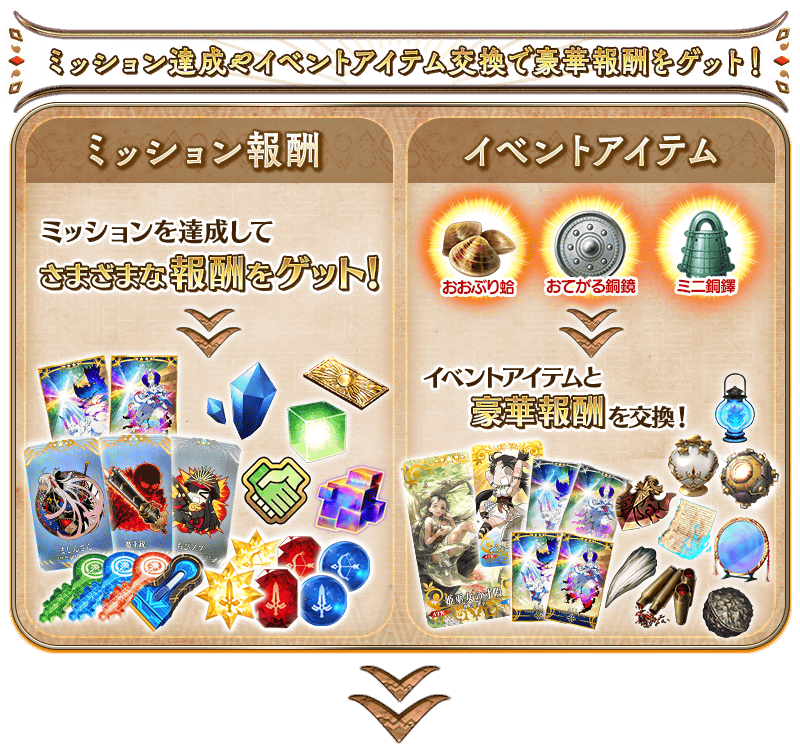 ミッション達成やイベントアイテム交換で豪華報酬をゲット!
ミッション報酬
ミッションを達成して
さまざまな報酬をゲット!
イベントアイテム
おおぶり蛤
おてがる銅鏡
ミニ銅鐸
イベントアイテムと
豪華報酬を交換!